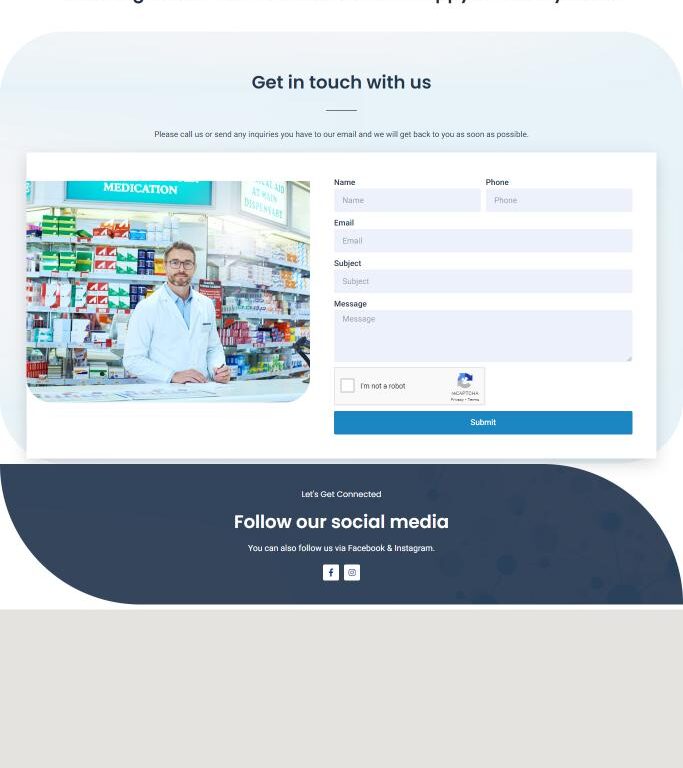 Get in touch with us
Please call us or send any inquiries you have to our email and we will get back to you as soon as possible.
MEDICATION
AT MAIN
DISPENSARY
Name
Phone
Name
Phone
Email
Email
Subject
Subject
Message
Message
I'm not a robot
reCAPTCHA
Privacy - Terms
Submit
Let's Get Connected
Follow our social media
You can also follow us via Facebook & Instagram.